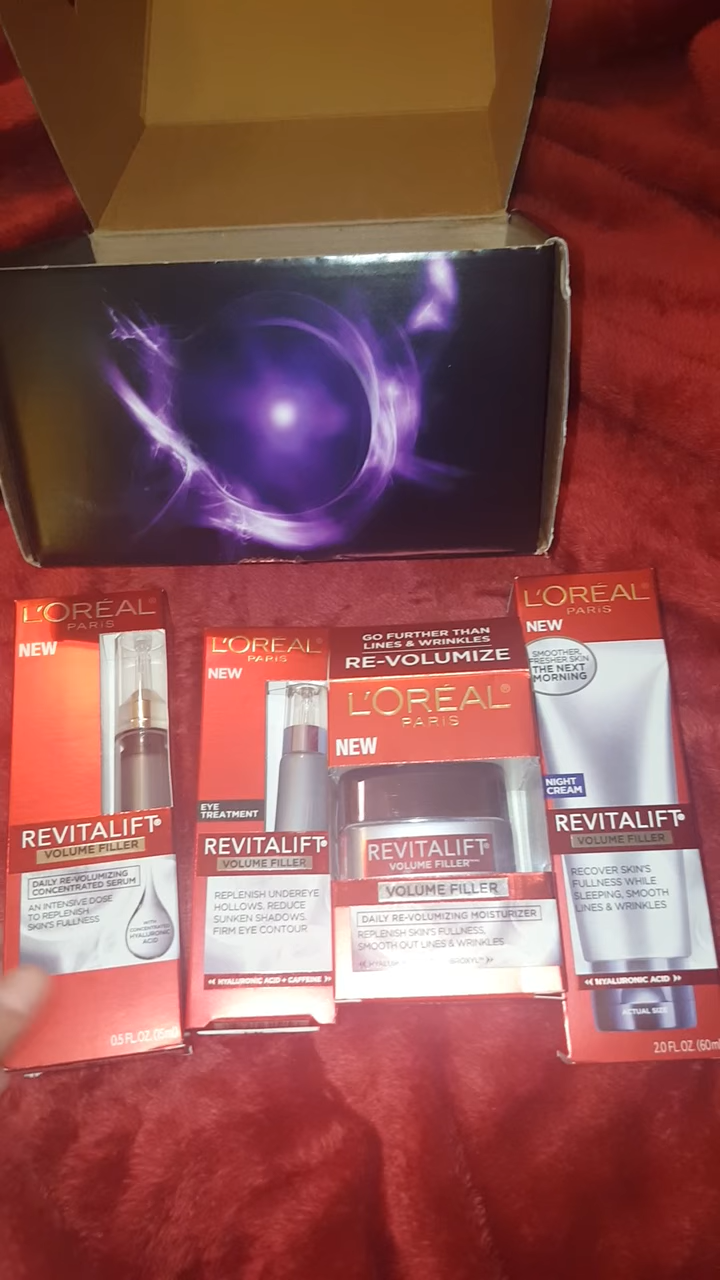 L'ORÉAL
PARIS
NEW
REVITALIFT®
VOLUME FILLER
DAILY RE-VOLUMIZING
CONCENTRATED SERUM
AN INTENSIVE DOSE
TO REPLENISH
SKIN'S FULLNESS
WITH
CONCENTRATED
HYALURONIC
ACID
0.5 FL. OZ. (15ml)
L'ORÉAL
PARIS
NEW
EYE
TREATMENT
REVITALIFT®
VOLUME FILLER
REPLENISH UNDEREYE
HOLLOWS, REDUCE
SUNKEN SHADOWS,
FIRM EYE CONTOUR
HYALURONIC ACID + CAFFEINE
GO FURTHER THAN
LINES & WRINKLES
RE-VOLUMIZE
L'ORÉAL®
PARIS
NEW
REVITALIFT®
VOLUME FILLER™
VOLUME FILLER
DAILY RE-VOLUMIZING MOISTURIZER
REPLENISH SKIN'S FULLNESS,
SMOOTH OUT LINES & WRINKLES
L'ORÉAL
PARIS
NEW
SMOOTHER,
FRESHER SKIN
THE NEXT
MORNING
NIGHT
CREAM
REVITALIFT®
VOLUME FILLER
RECOVER SKIN'S
FULLNESS WHILE
SLEEPING, SMOOTH
LINES & WRINKLES
HYALURONIC ACID
ACTUAL SIZE
2.0 FL. OZ. (60ml